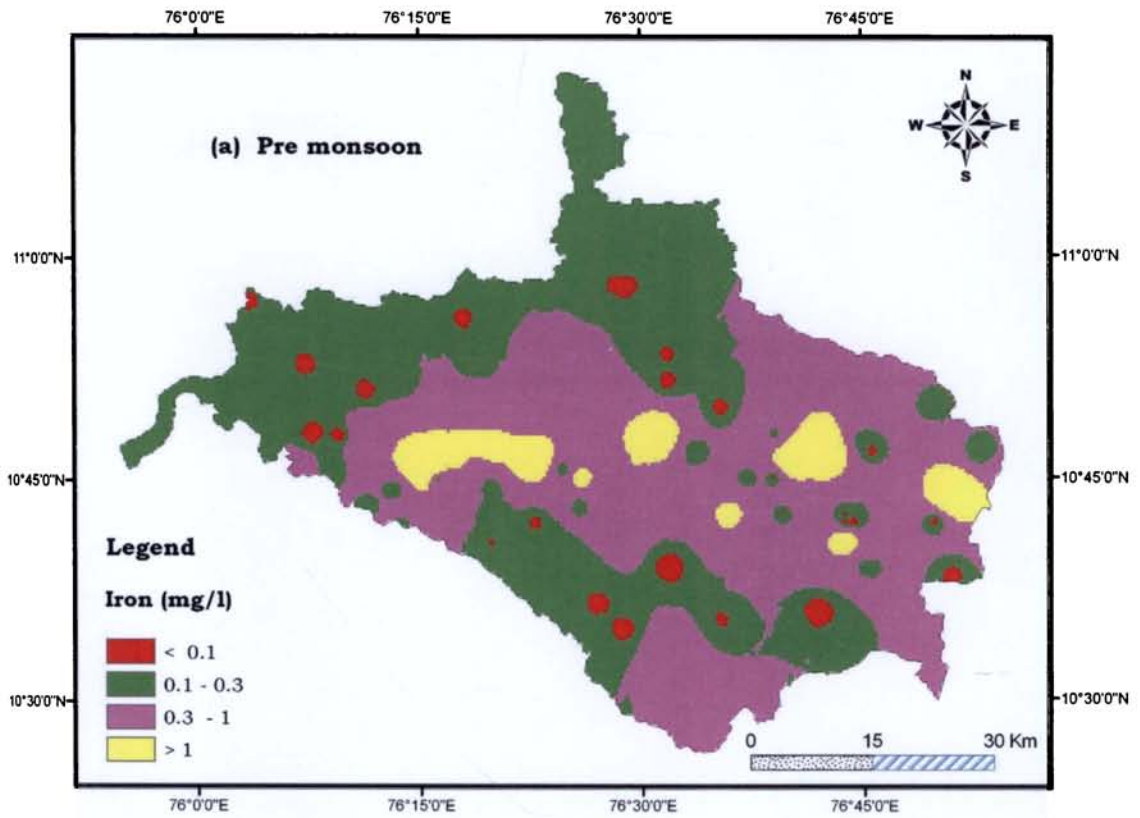 76°0'0"E 76°15'0"E 76°30'0"E 76°45'0"E
N
(a) Pre monsoon
W E
S
11°0'0"N 11°0'0"N
10°45'0"N 10°45'0"N
Legend
Iron (mg/l)
< 0.1
0.1 - 0.3
0.3 - 1
> 1
10°30'0"N 10°30'0"N
0 15 30 Km
76°0'0"E 76°15'0"E 76°30'0"E 76°45'0"E